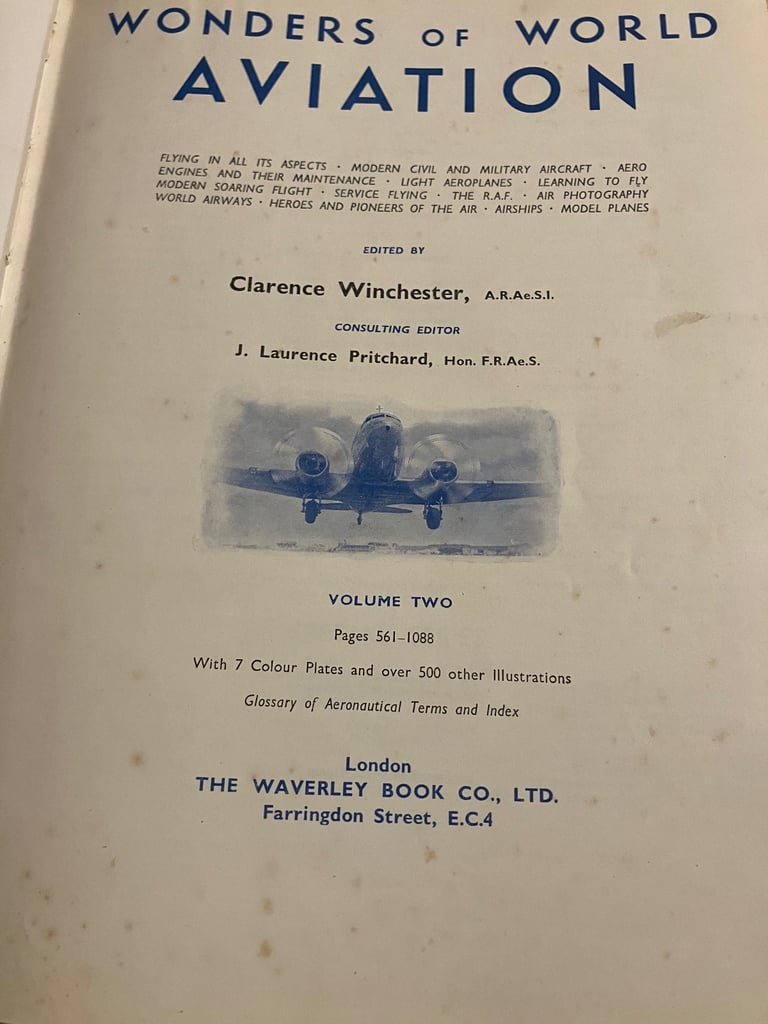 WONDERS OF WORLD
AVIATION
FLYING IN ALL ITS ASPECTS · MODERN CIVIL AND MILITARY AIRCRAFT · AERO
ENGINES AND THEIR MAINTENANCE · LIGHT AEROPLANES · LEARNING TO FLY
MODERN SOARING FLIGHT · SERVICE FLYING · THE R.A.F. · AIR PHOTOGRAPHY
WORLD AIRWAYS · HEROES AND PIONEERS OF THE AIR · AIRSHIPS · MODEL PLANES
EDITED BY
Clarence Winchester, A.R.Ae.S.I.
CONSULTING EDITOR
J. Laurence Pritchard, Hon. F.R.Ae.S.
VOLUME TWO
Pages 561–1088
With 7 Colour Plates and over 500 other Illustrations
Glossary of Aeronautical Terms and Index
London
THE WAVERLEY BOOK CO., LTD.
Farringdon Street, E.C.4